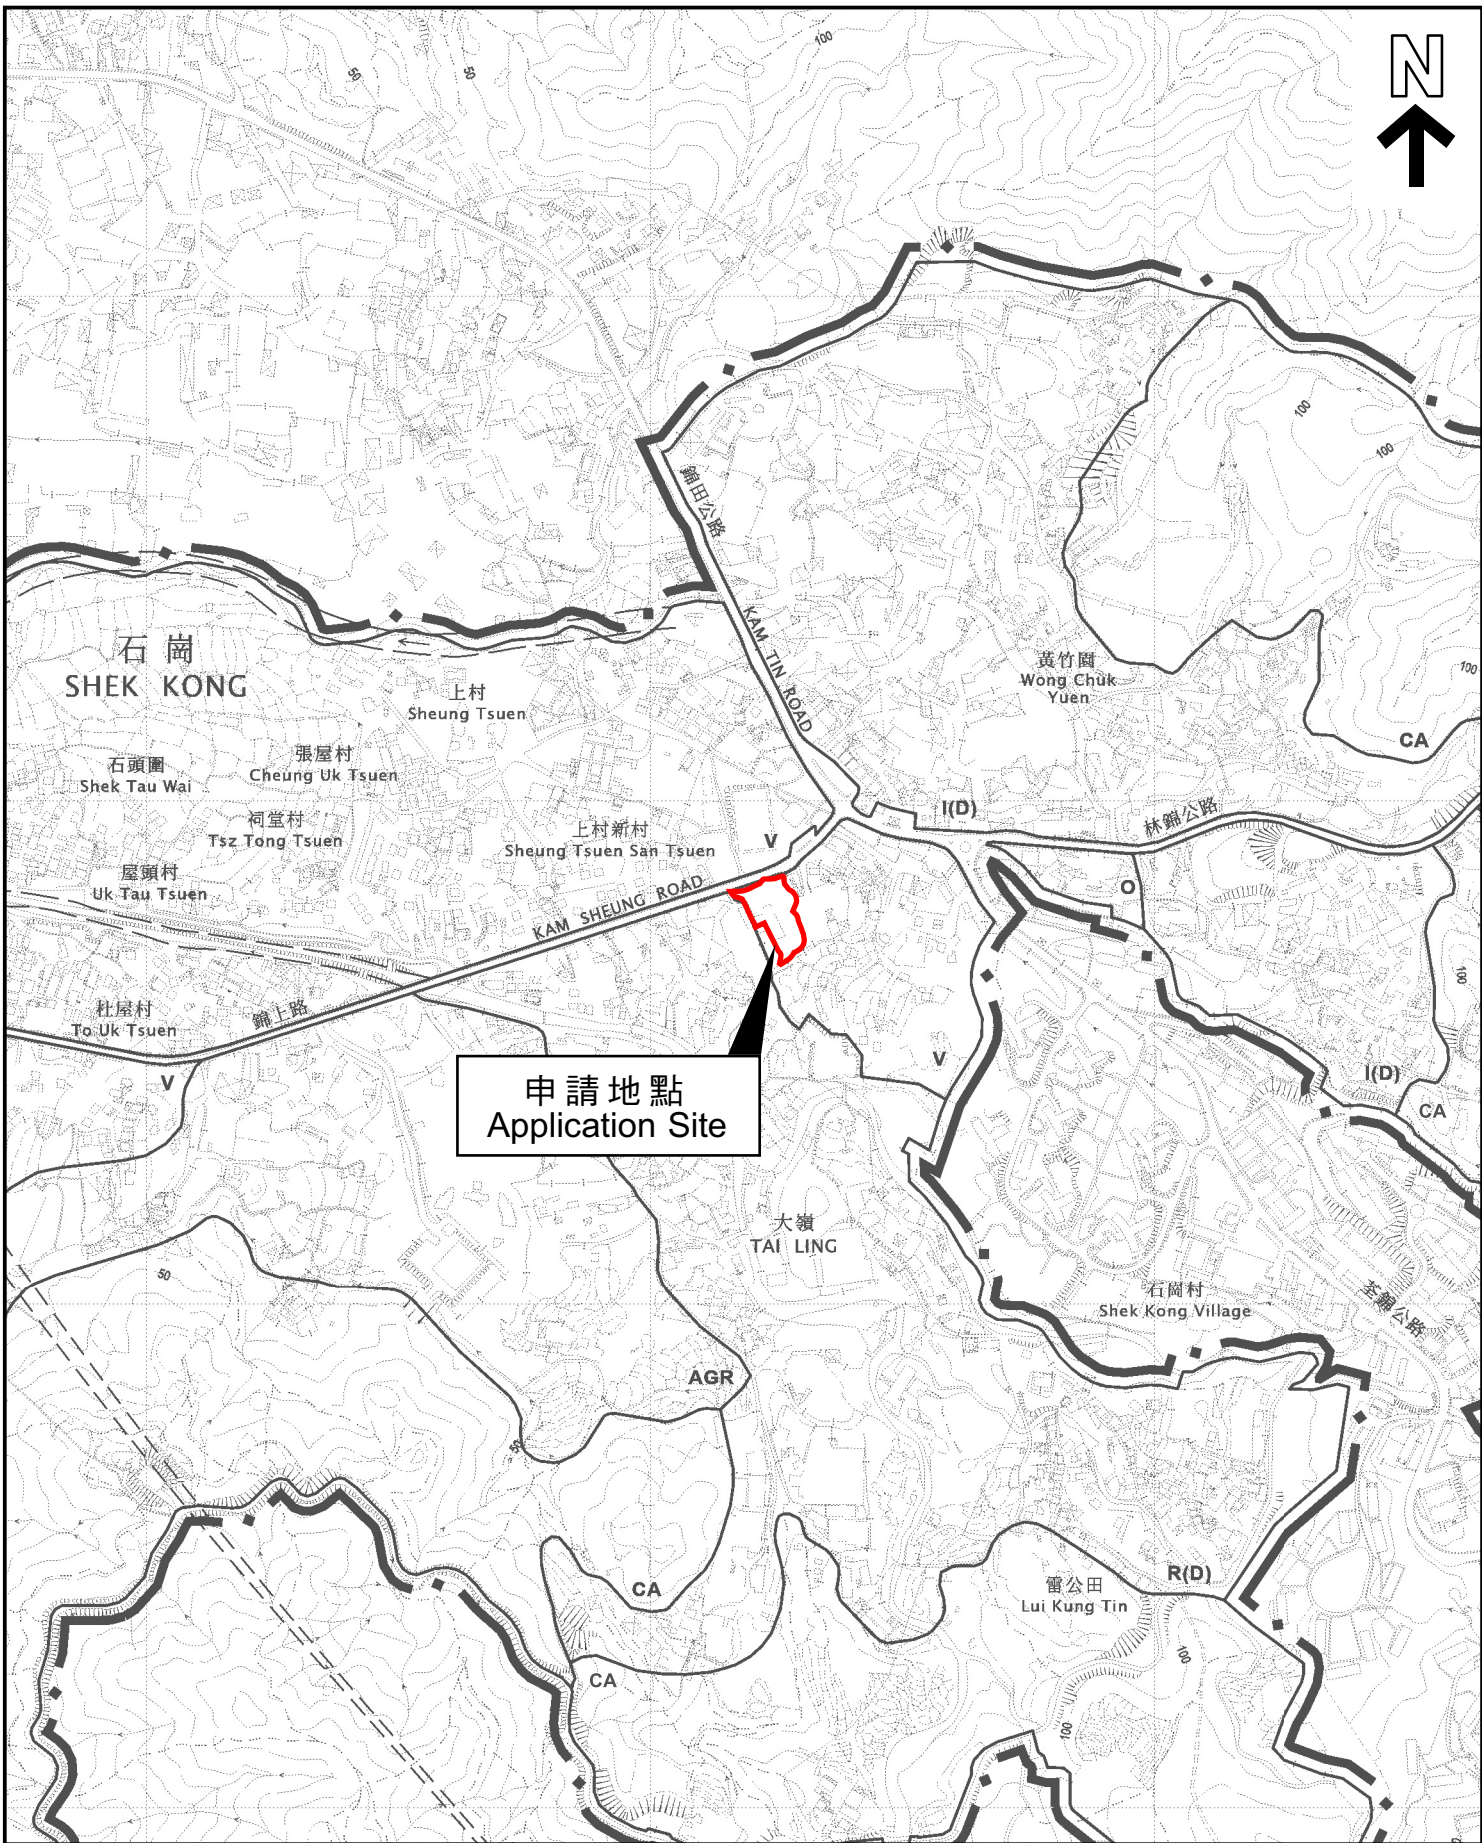 N
100
50
50
錦田公路
KAM TIN ROAD
100
100
100
石崗
SHEK KONG
上村
Sheung Tsuen
黃竹園
Wong Chuk
Yuen
CA
石頭圍
Shek Tau Wai
張屋村
Cheung Uk Tsuen
祠堂村
Tsz Tong Tsuen
上村新村
Sheung Tsuen San Tsuen
V
I(D)
林錦公路
屋頭村
Uk Tau Tsuen
KAM SHEUNG ROAD
O
100
杜屋村
To Uk Tsuen
錦上路
V
V
I(D)
CA
申請地點
Application Site
大嶺
TAI LING
50
石崗村
Shek Kong Village
荃錦公路
AGR
50
CA
R(D)
雷公田
Lui Kung Tin
100
CA
100